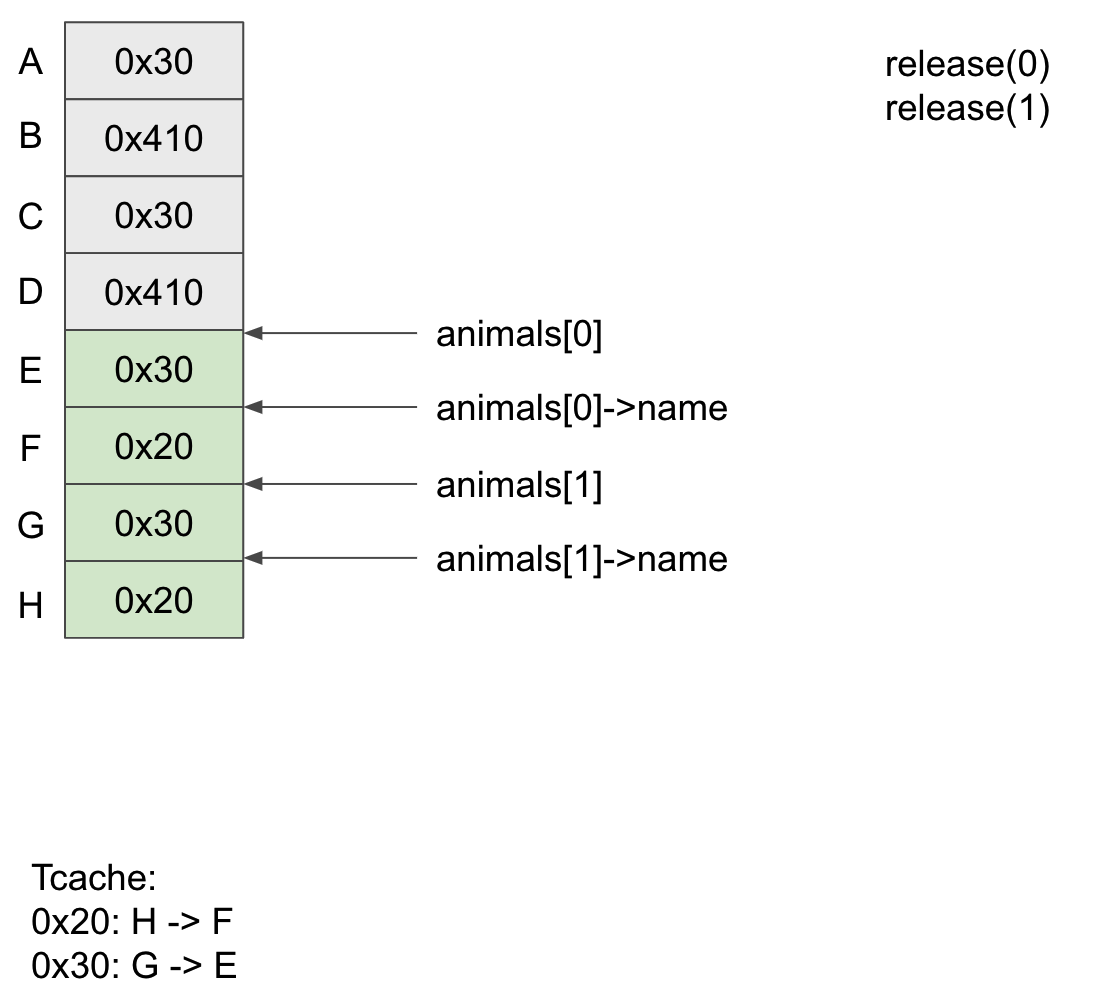 A 0x30
release(0)
release(1)
B 0x410
C 0x30
D 0x410
animals[0]
E 0x30
animals[0]->name
F 0x20
animals[1]
G 0x30
animals[1]->name
H 0x20
Tcache:
0x20: H -> F
0x30: G -> E